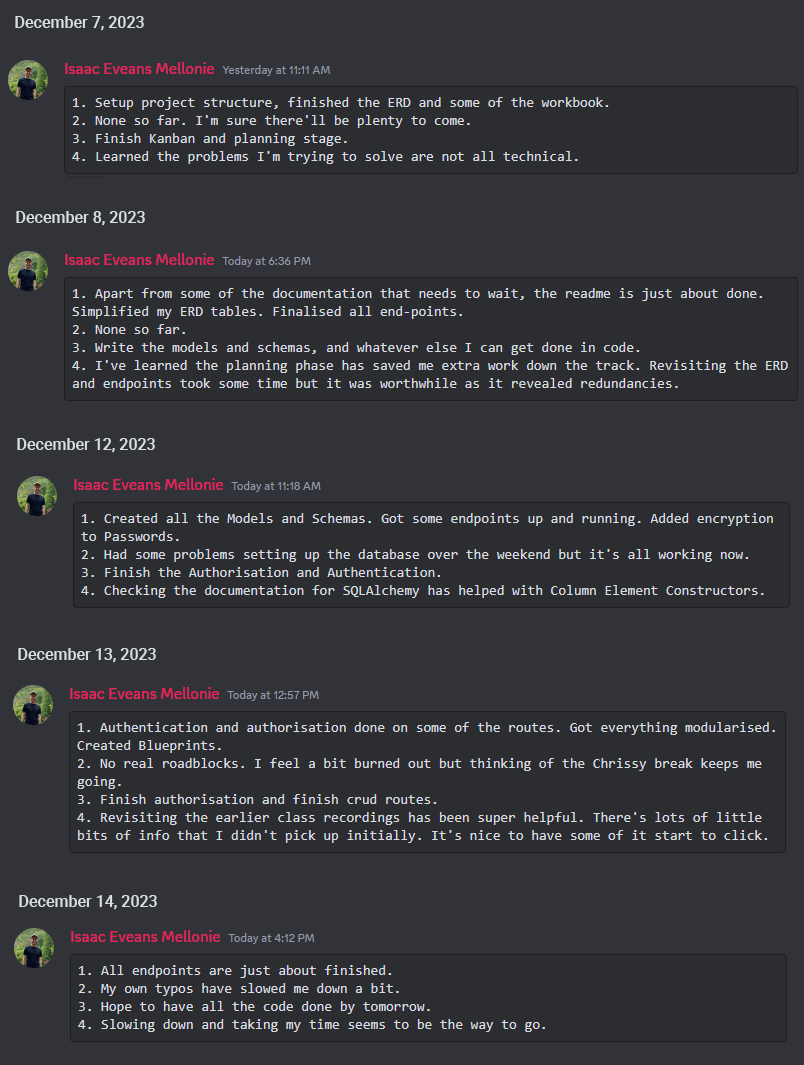 December 7, 2023
Isaac Eveans Mellonie Yesterday at 11:11 AM
1. Setup project structure, finished the ERD and some of the workbook.
2. None so far. I'm sure there'll be plenty to come.
3. Finish Kanban and planning stage.
4. Learned the problems I'm trying to solve are not all technical.
December 8, 2023
Isaac Eveans Mellonie Today at 6:36 PM
1. Apart from some of the documentation that needs to wait, the readme is just about done.
Simplified my ERD tables. Finalised all end-points.
2. None so far.
3. Write the models and schemas, and whatever else I can get done in code.
4. I've learned the planning phase has saved me extra work down the track. Revisiting the ERD
and endpoints took some time but it was worthwhile as it revealed redundancies.
December 12, 2023
Isaac Eveans Mellonie Today at 11:18 AM
1. Created all the Models and Schemas. Got some endpoints up and running. Added encryption
to Passwords.
2. Had some problems setting up the database over the weekend but it's all working now.
3. Finish the Authorisation and Authentication.
4. Checking the documentation for SQLAlchemy has helped with Column Element Constructors.
December 13, 2023
Isaac Eveans Mellonie Today at 12:57 PM
1. Authentication and authorisation done on some of the routes. Got everything modularised.
Created Blueprints.
2. No real roadblocks. I feel a bit burned out but thinking of the Chrissy break keeps me
going.
3. Finish authorisation and finish crud routes.
4. Revisiting the earlier class recordings has been super helpful. There's lots of little
bits of info that I didn't pick up initially. It's nice to have some of it start to click.
December 14, 2023
Isaac Eveans Mellonie Today at 4:12 PM
1. All endpoints are just about finished.
2. My own typos have slowed me down a bit.
3. Hope to have all the code done by tomorrow.
4. Slowing down and taking my time seems to be the way to go.